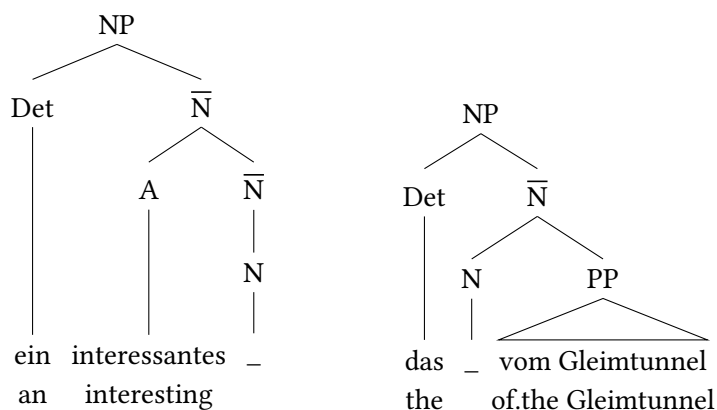 NP
Det N̅
A N̅
N
ein interessantes _
an interesting
NP
Det N̅
N PP
das _ vom Gleimtunnel
the of.the Gleimtunnel